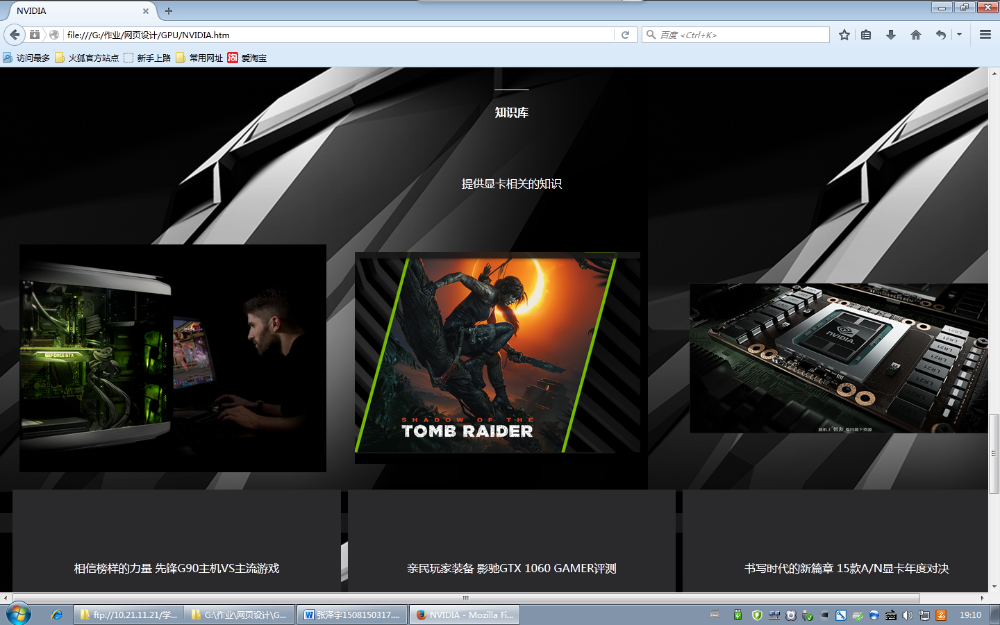 NVIDIA
file:///G:/作业/网页设计/GPU/NVIDIA.htm
百度 <Ctrl+K>
访问最多 火狐官方站点 新手上路 常用网址 淘 爱淘宝
知识库
提供显卡相关的知识
GEFORCE GTX
SHADOW OF THE
TOMB RAIDER
NVIDIA.
LR21
相信榜样的力量 先锋G90主机VS主流游戏
亲民玩家装备 影驰GTX 1060 GAMER评测
书写时代的新篇章 15款A/N显卡年度对决
ftp://10.21.11.21/学...
G:\作业\网页设计\G...
张泽宇1508150317....
NVIDIA - Mozilla Fi...
19:10